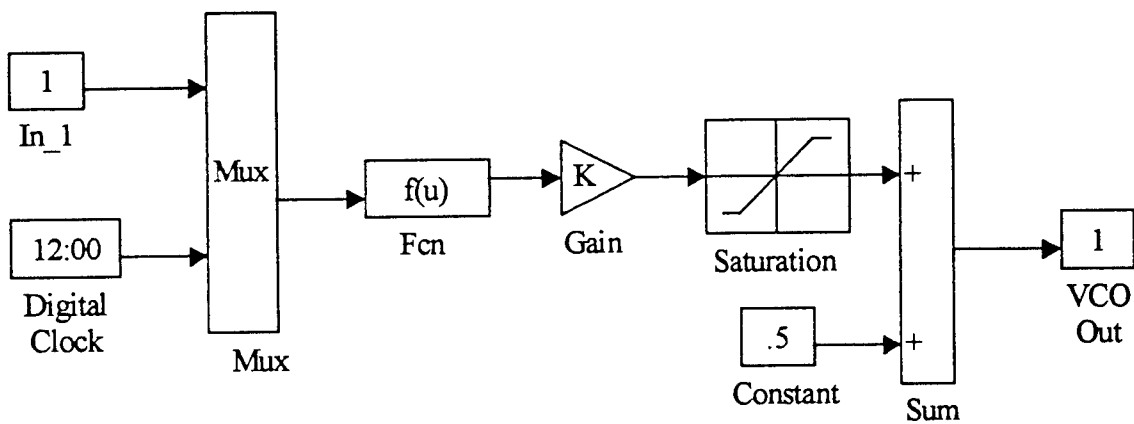 1
In_1
12:00
Digital
Clock
Mux
Mux
f(u)
Fcn
K
Gain
Saturation
.5
Constant
+
+
Sum
1
VCO
Out